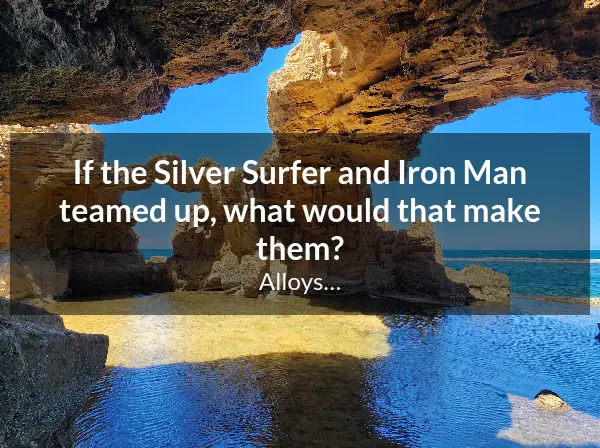 If the Silver Surfer and Iron Man
teamed up, what would that make
them?
Alloys...